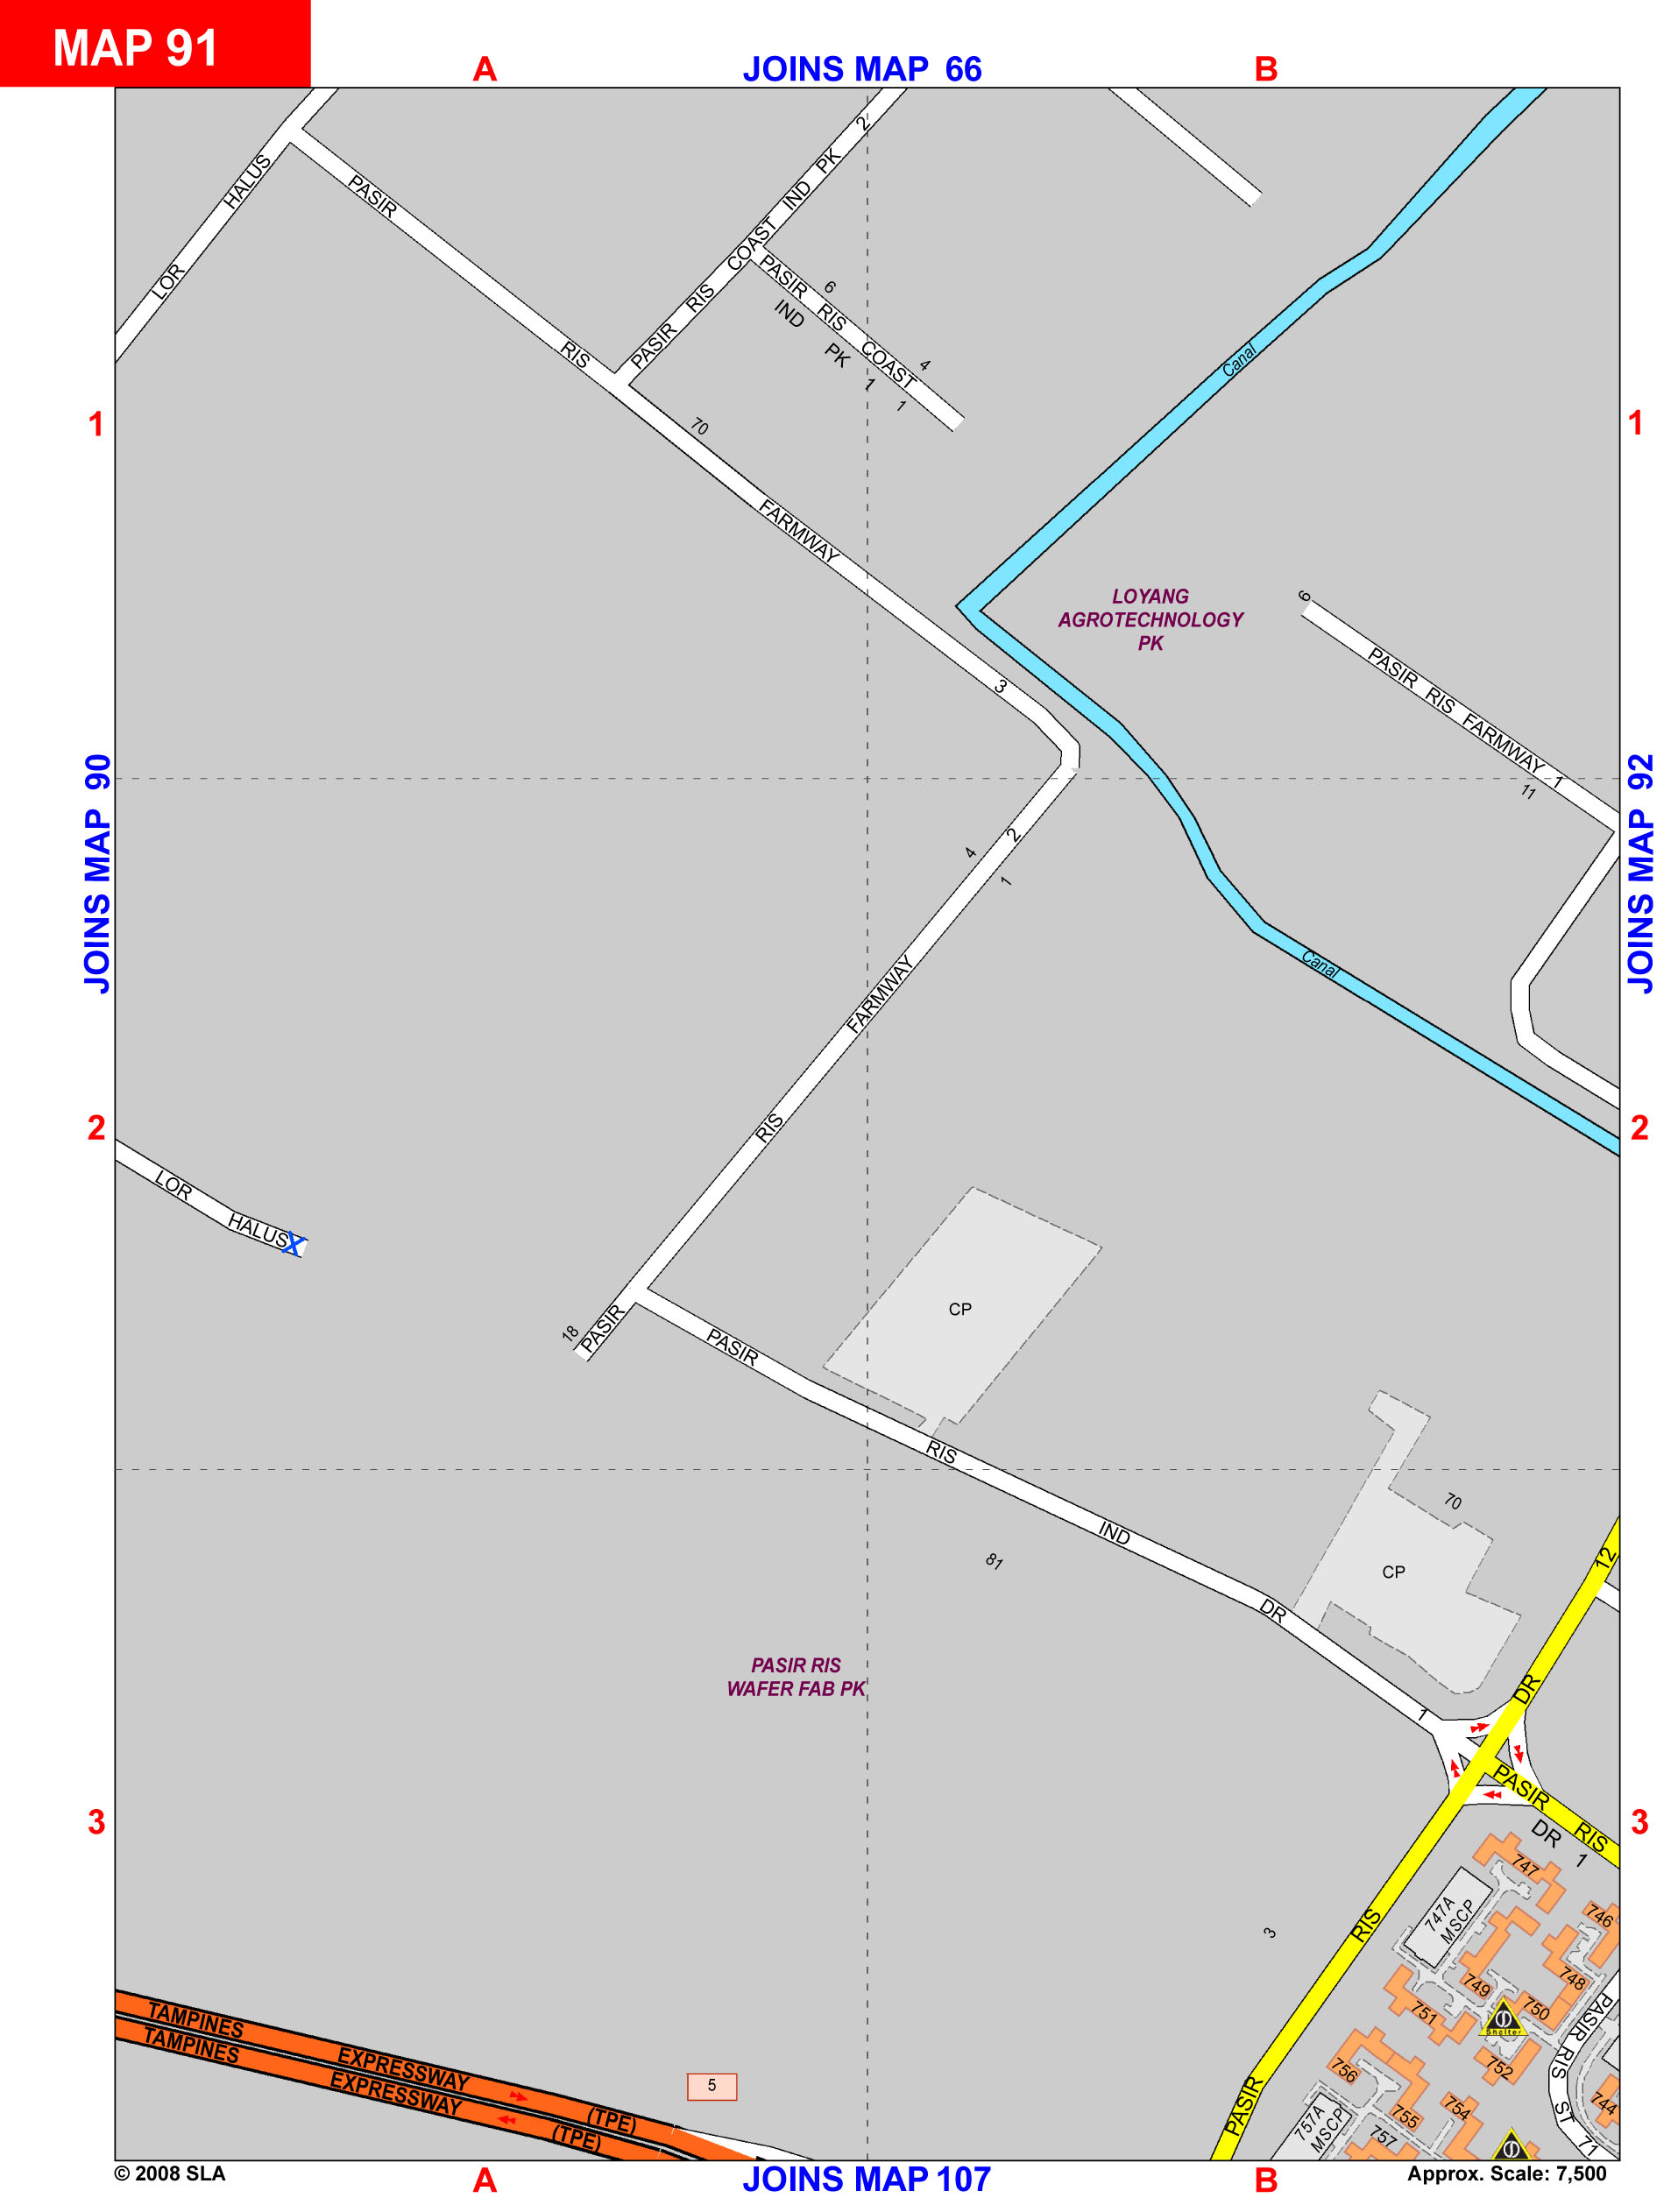 MAP 91
A
JOINS MAP 66
B
LOR HALUS
PASIR RIS FARMWAY 3
PASIR RIS COAST IND PK 2
PASIR RIS COAST
IND PK 1
6
4
1
70
Canal
1
1
LOYANG
AGROTECHNOLOGY
PK
6
PASIR RIS FARMWAY 1
11
JOINS MAP 90
JOINS MAP 92
PASIR RIS FARMWAY 2
4
1
18
Canal
2
2
LOR HALUS
X
CP
PASIR RIS IND DR 1
81
70
CP
PASIR RIS
WAFER FAB PK
PASIR RIS DR 12
PASIR RIS
DR 1
3
3
3
747
747A
MSCP
746
748
749
750
751
Shelter
752
756
755
754
744
757A
MSCP
757
PASIR RIS ST 71
TAMPINES EXPRESSWAY (TPE)
TAMPINES EXPRESSWAY (TPE)
5
© 2008 SLA
A
JOINS MAP 107
B
Approx. Scale: 7,500